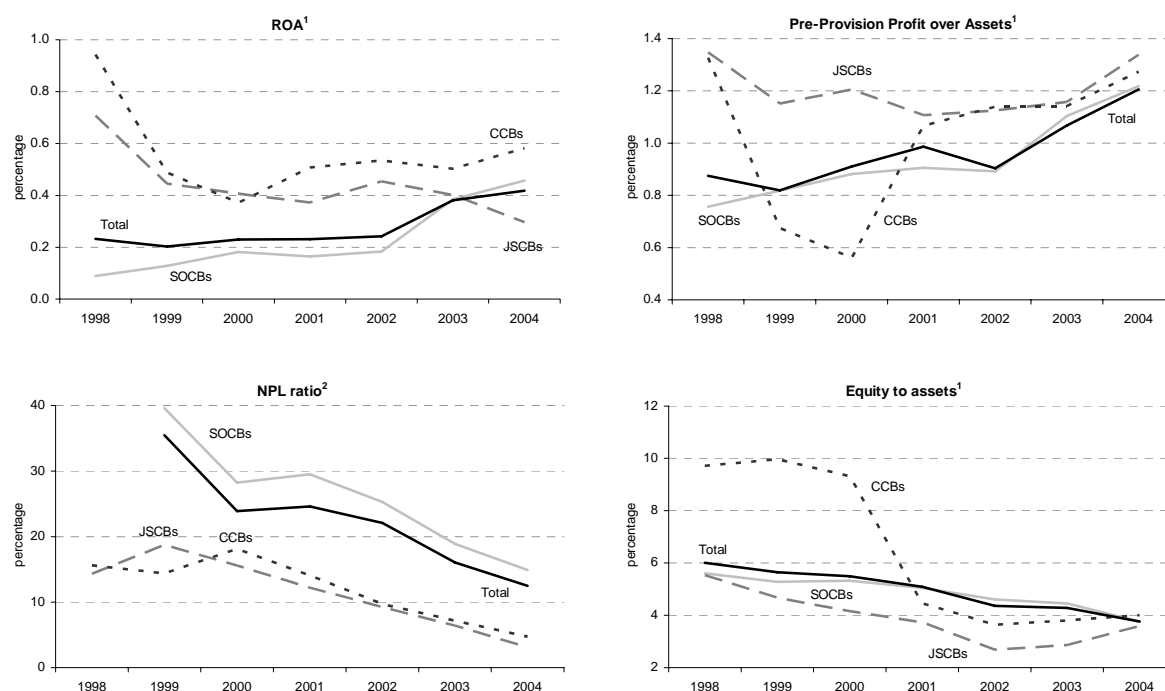 ROA¹
1.0
0.8
0.6
0.4
0.2
0.0
percentage
CCBs
Total
SOCBs
JSCBs
1998 1999 2000 2001 2002 2003 2004
Pre-Provision Profit over Assets¹
1.4
1.2
1.0
0.8
0.6
0.4
percentage
JSCBs
Total
SOCBs
CCBs
1998 1999 2000 2001 2002 2003 2004
NPL ratio²
40
30
20
10
0
percentage
SOCBs
JSCBs
CCBs
Total
1998 1999 2000 2001 2002 2003 2004
Equity to assets¹
12
10
8
6
4
2
percentage
CCBs
Total
SOCBs
JSCBs
1998 1999 2000 2001 2002 2003 2004